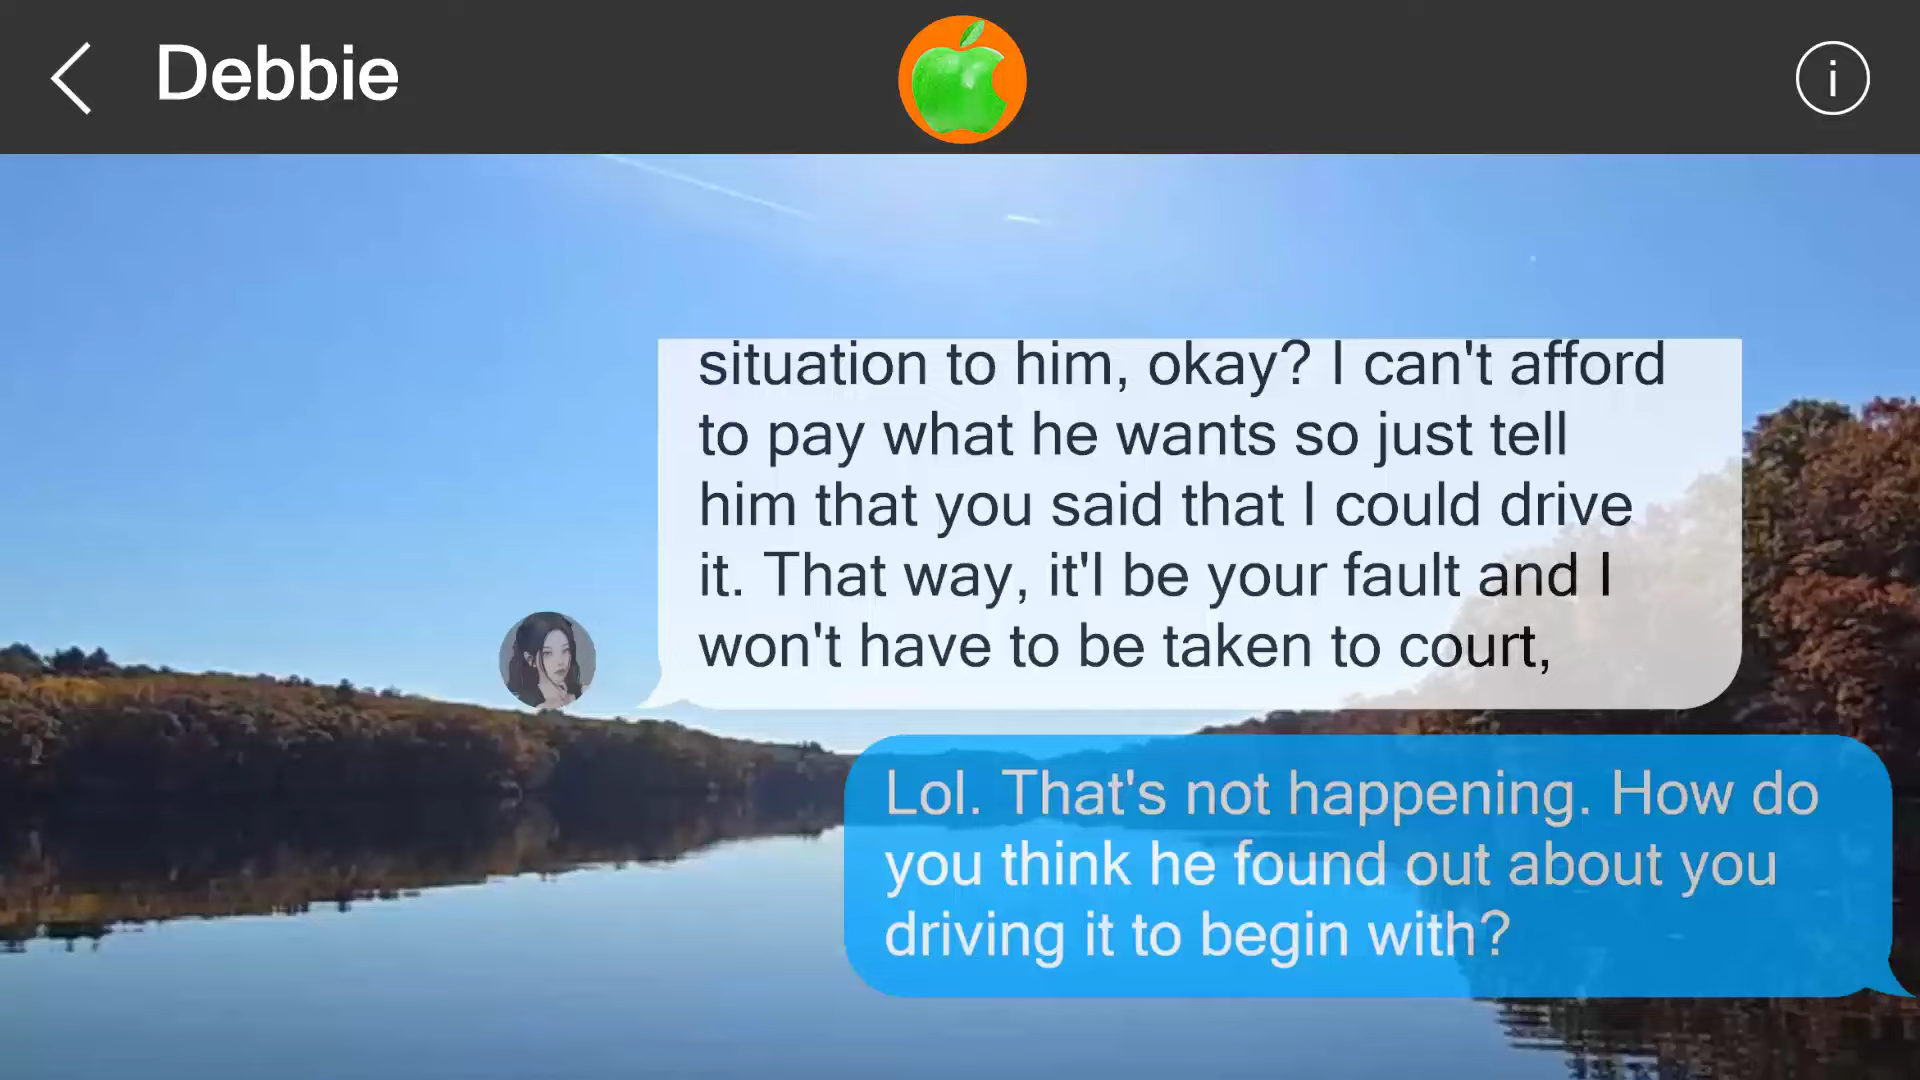 Debbie
i
situation to him, okay? I can't afford
to pay what he wants so just tell
him that you said that I could drive
it. That way, it'l be your fault and I
won't have to be taken to court,
Lol. That's not happening. How do
you think he found out about you
driving it to begin with?